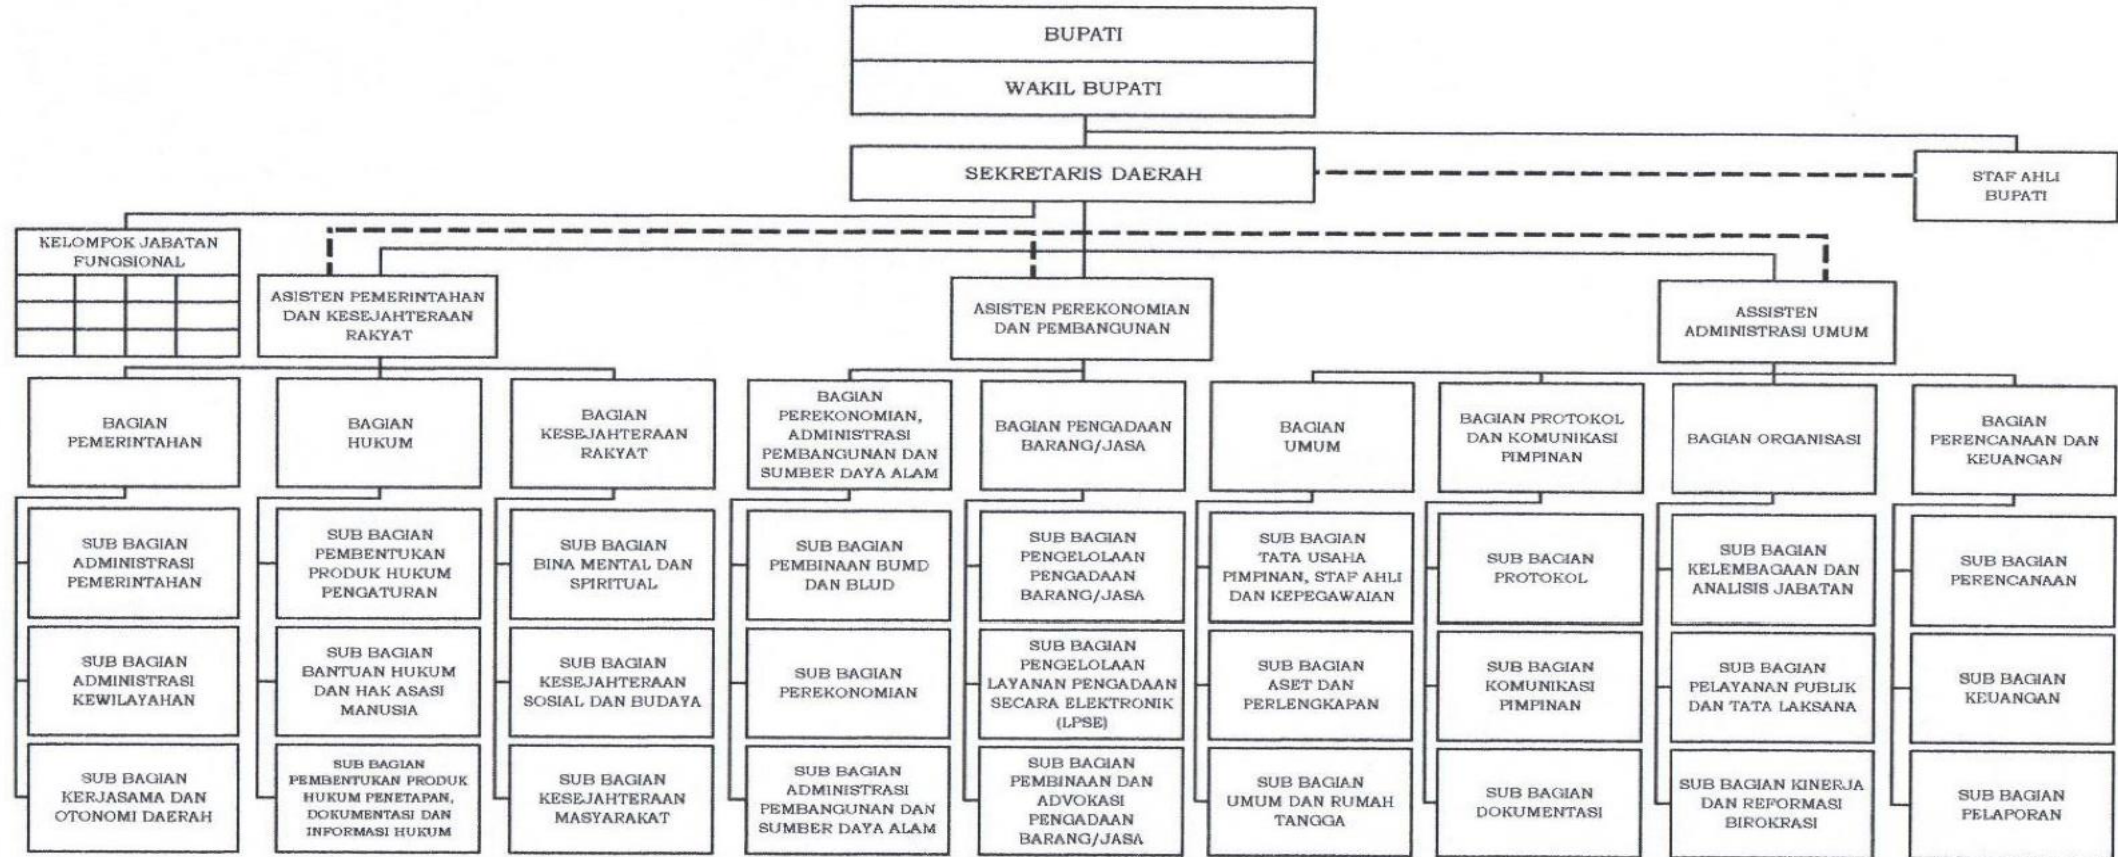 BUPATI
WAKIL BUPATI
SEKRETARIS DAERAH
STAF AHLI
BUPATI
KELOMPOK JABATAN
FUNGSIONAL
ASISTEN PEMERINTAHAN
DAN KESEJAHTERAAN
RAKYAT
ASISTEN PEREKONOMIAN
DAN PEMBANGUNAN
ASSISTEN
ADMINISTRASI UMUM
BAGIAN
PEMERINTAHAN
BAGIAN
HUKUM
BAGIAN
KESEJAHTERAAN
RAKYAT
BAGIAN
PEREKONOMIAN,
ADMINISTRASI
PEMBANGUNAN DAN
SUMBER DAYA ALAM
BAGIAN PENGADAAN
BARANG/JASA
BAGIAN
UMUM
BAGIAN PROTOKOL
DAN KOMUNIKASI
PIMPINAN
BAGIAN ORGANISASI
BAGIAN
PERENCANAAN DAN
KEUANGAN
SUB BAGIAN
ADMINISTRASI
PEMERINTAHAN
SUB BAGIAN
PEMBENTUKAN
PRODUK HUKUM
PENGATURAN
SUB BAGIAN
BINA MENTAL DAN
SPIRITUAL
SUB BAGIAN
PEMBINAAN BUMD
DAN BLUD
SUB BAGIAN
PENGELOLAAN
PENGADAAN
BARANG/JASA
SUB BAGIAN
TATA USAHA
PIMPINAN, STAF AHLI
DAN KEPEGAWAIAN
SUB BAGIAN
PROTOKOL
SUB BAGIAN
KELEMBAGAAN DAN
ANALISIS JABATAN
SUB BAGIAN
PERENCANAAN
SUB BAGIAN
ADMINISTRASI
KEWILAYAHAN
SUB BAGIAN
BANTUAN HUKUM
DAN HAK ASASI
MANUSIA
SUB BAGIAN
KESEJAHTERAAN
SOSIAL DAN BUDAYA
SUB BAGIAN
PEREKONOMIAN
SUB BAGIAN
PENGELOLAAN
LAYANAN PENGADAAN
SECARA ELEKTRONIK
(LPSE)
SUB BAGIAN
ASET DAN
PERLENGKAPAN
SUB BAGIAN
KOMUNIKASI
PIMPINAN
SUB BAGIAN
PELAYANAN PUBLIK
DAN TATA LAKSANA
SUB BAGIAN
KEUANGAN
SUB BAGIAN
KERJASAMA DAN
OTONOMI DAERAH
SUB BAGIAN
PEMBENTUKAN PRODUK
HUKUM PENETAPAN,
DOKUMENTASI DAN
INFORMASI HUKUM
SUB BAGIAN
KESEJAHTERAAN
MASYARAKAT
SUB BAGIAN
ADMINISTRASI
PEMBANGUNAN DAN
SUMBER DAYA ALAM
SUB BAGIAN
PEMBINAAN DAN
ADVOKASI
PENGADAAN
BARANG/JASA
SUB BAGIAN
UMUM DAN RUMAH
TANGGA
SUB BAGIAN
DOKUMENTASI
SUB BAGIAN KINERJA
DAN REFORMASI
BIROKRASI
SUB BAGIAN
PELAPORAN